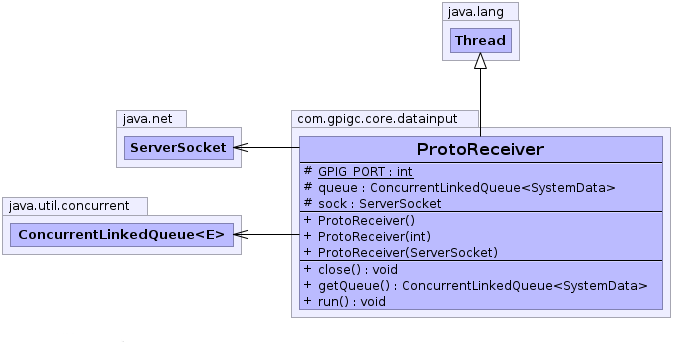 java.lang
Thread
java.net
ServerSocket
java.util.concurrent
ConcurrentLinkedQueue<E>
com.gpigc.core.datainput
ProtoReceiver
# GPIG_PORT : int
# queue : ConcurrentLinkedQueue<SystemData>
# sock : ServerSocket
+ ProtoReceiver()
+ ProtoReceiver(int)
+ ProtoReceiver(ServerSocket)
+ close() : void
+ getQueue() : ConcurrentLinkedQueue<SystemData>
+ run() : void